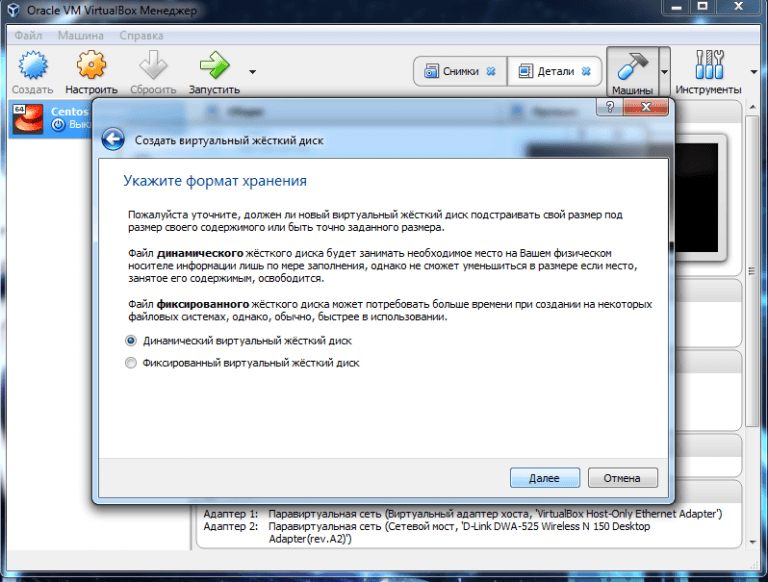 Oracle VM VirtualBox Менеджер
Файл Машина Справка
Создать Настроить Сбросить Запустить Снимки Детали Машины Инструменты
64 Centos
Вык
? X
Создать виртуальный жёсткий диск
Укажите формат хранения
Пожалуйста уточните, должен ли новый виртуальный жёсткий диск подстраивать свой размер под
размер своего содержимого или быть точно заданного размера.
Файл динамического жёсткого диска будет занимать необходимое место на Вашем физическом
носителе информации лишь по мере заполнения, однако не сможет уменьшиться в размере если место,
занятое его содержимым, освободится.
Файл фиксированного жёсткого диска может потребовать больше времени при создании на некоторых
файловых системах, однако, обычно, быстрее в использовании.
Динамический виртуальный жёсткий диск
Фиксированный виртуальный жёсткий диск
Далее Отмена
Адаптер 1: Паравиртуальная сеть (Виртуальный адаптер хоста, 'VirtualBox Host-Only Ethernet Adapter')
Адаптер 2: Паравиртуальная сеть (Сетевой мост, 'D-Link DWA-525 Wireless N 150 Desktop
Adapter(rev.A2)')